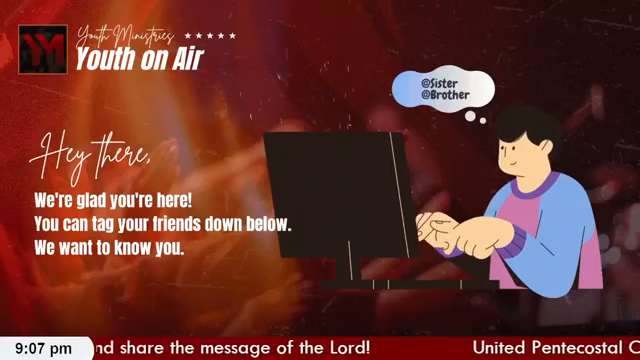 YM
Youth Ministries
Youth on Air
@Sister
@Brother
Hey there,
We're glad you're here!
You can tag your friends down below.
We want to know you.
9:07 pm
nd share the message of the Lord!
United Pentecostal C